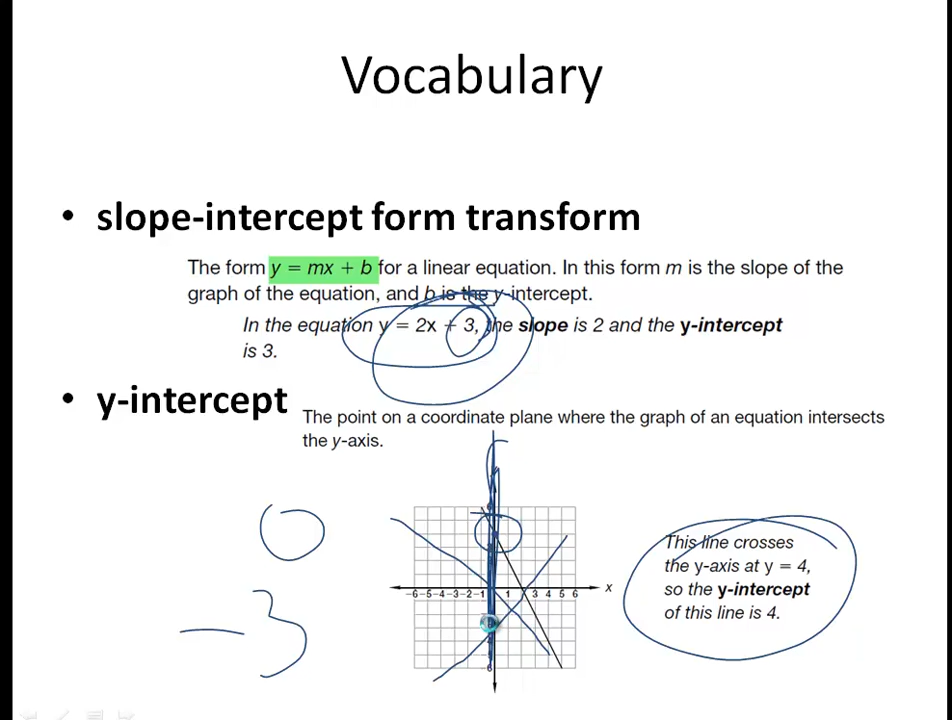 Vocabulary
• slope-intercept form transform
The form y = mx + b for a linear equation. In this form m is the slope of the
graph of the equation, and b is the y-intercept.
In the equation y = 2x + 3, the slope is 2 and the y-intercept
is 3.
• y-intercept
The point on a coordinate plane where the graph of an equation intersects
the y-axis.
0
-3
-6 -5 -4 -3 -2 -1 1 3 4 5 6 x
This line crosses
the y-axis at y = 4,
so the y-intercept
of this line is 4.